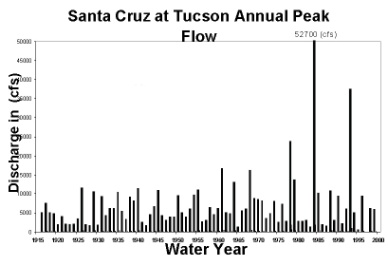 Santa Cruz at Tucson Annual Peak
Flow
52700 (cfs)
Discharge in (cfs)
50000
45000
40000
35000
30000
25000
20000
15000
10000
5000
0
1915 1920 1925 1930 1935 1940 1945 1950 1955 1960 1965 1970 1975 1980 1985 1990 1995 2000
Water Year